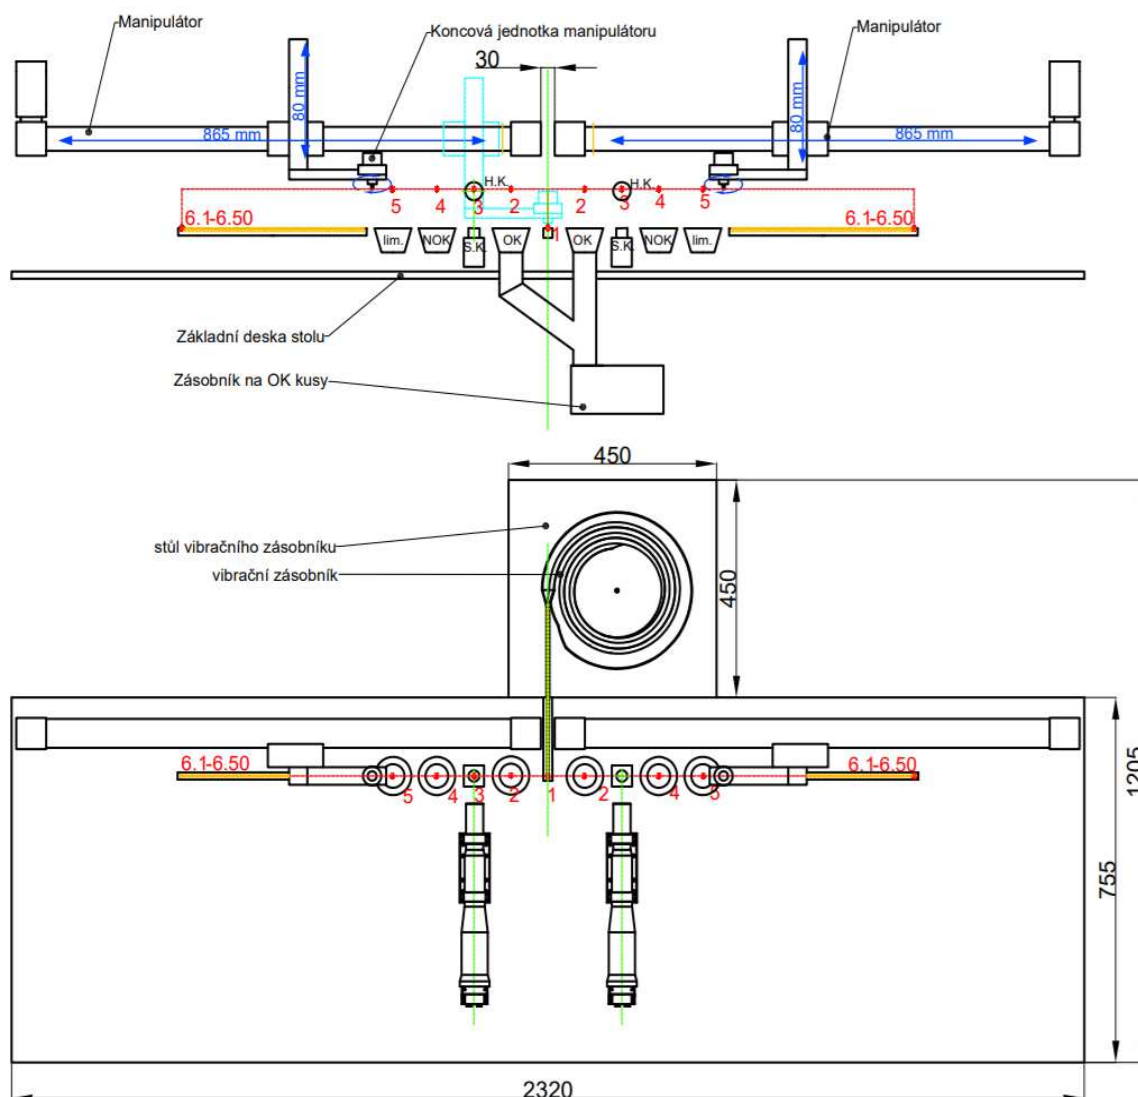 Manipulátor
Koncová jednotka manipulátoru
Manipulátor
30
80 mm
80 mm
865 mm
865 mm
H.K.
H.K.
5 4 3 2 2 3 4 5
6.1-6.50
6.1-6.50
1
lim. NOK S.K. OK OK S.K. NOK lim.
Základní deska stolu
Zásobník na OK kusy
450
stůl vibračního zásobníku
vibrační zásobník
450
6.1-6.50
6.1-6.50
5 4 3 2 1 2 4 5
1205
755
2320